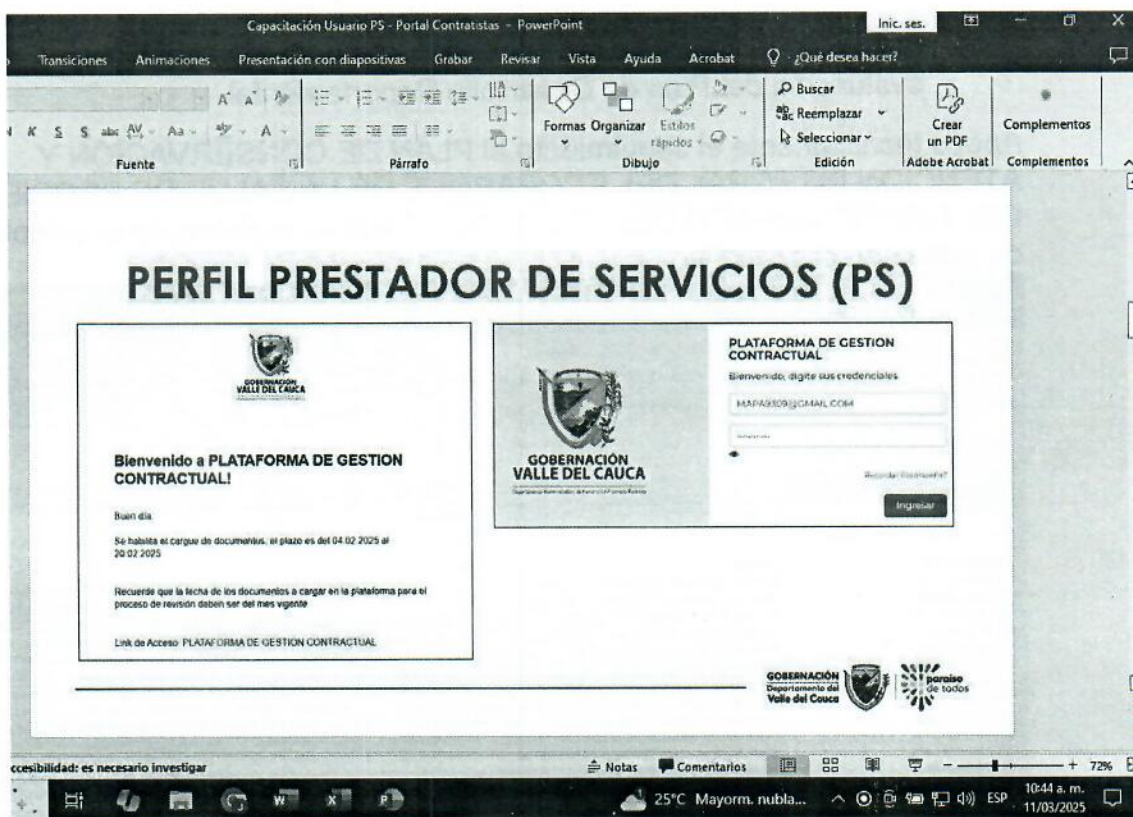 Capacitación Usuario PS - Portal Contratistas - PowerPoint
Inic. ses.
Transiciones Animaciones Presentación con diapositivas Grabar Revisar Vista Ayuda Acrobat ¿Qué desea hacer?
Buscar
Reemplazar
Seleccionar
Formas Organizar Estilos rápidos
Crear un PDF
Complementos
Fuente Párrafo Dibujo Edición Adobe Acrobat Complementos
PERFIL PRESTADOR DE SERVICIOS (PS)
GOBERNACIÓN
VALLE DEL CAUCA
Bienvenido a PLATAFORMA DE GESTION
CONTRACTUAL!
Buen día
Se habilita el cargue de documentos, el plazo es del 04.02.2025 al
20.02.2025
Recuerde que la fecha de los documentos a cargar en la plataforma para el
proceso de revisión deben ser del mes vigente
Link de Acceso: PLATAFORMA DE GESTION CONTRACTUAL
GOBERNACIÓN
VALLE DEL CAUCA
PLATAFORMA DE GESTION
CONTRACTUAL
Bienvenido, digite sus credenciales
MAPA9309@GMAIL.COM
Ingresar
GOBERNACIÓN
Departamento del
Valle del Cauca
paraíso
de todos
ccesibilidad: es necesario investigar
Notas Comentarios 72%
25°C Mayorm. nubla... ESP 10:44 a. m.
11/03/2025